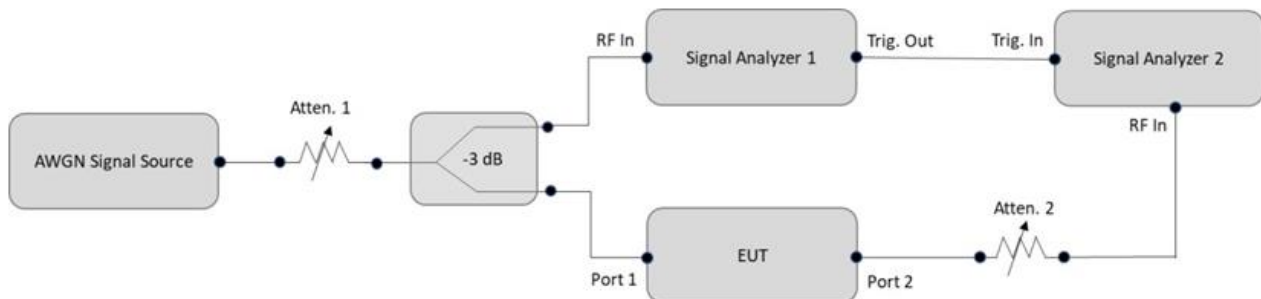 RF In
Signal Analyzer 1
Trig. Out
Trig. In
Signal Analyzer 2
Atten. 1
RF In
AWGN Signal Source
-3 dB
Atten. 2
Port 1
EUT
Port 2